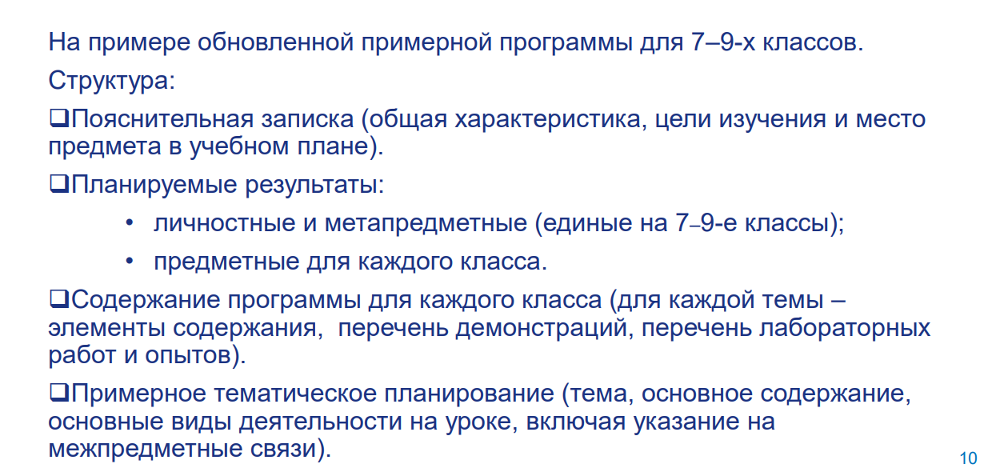 На примере обновленной примерной программы для 7–9-х классов.
Структура:
❑Пояснительная записка (общая характеристика, цели изучения и место
предмета в учебном плане).
❑Планируемые результаты:
• личностные и метапредметные (единые на 7–9-е классы);
• предметные для каждого класса.
❑Содержание программы для каждого класса (для каждой темы –
элементы содержания,  перечень демонстраций, перечень лабораторных
работ и опытов).
❑Примерное тематическое планирование (тема, основное содержание,
основные виды деятельности на уроке, включая указание на
межпредметные связи).
10